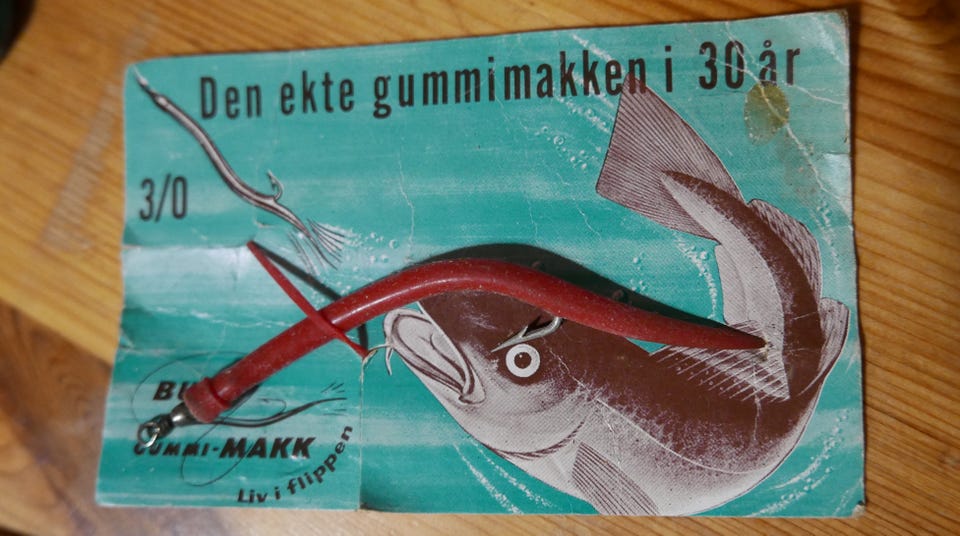 Den ekte gummimakken i 30 år
3/0
GUMMI-MAKK
Liv i flippen